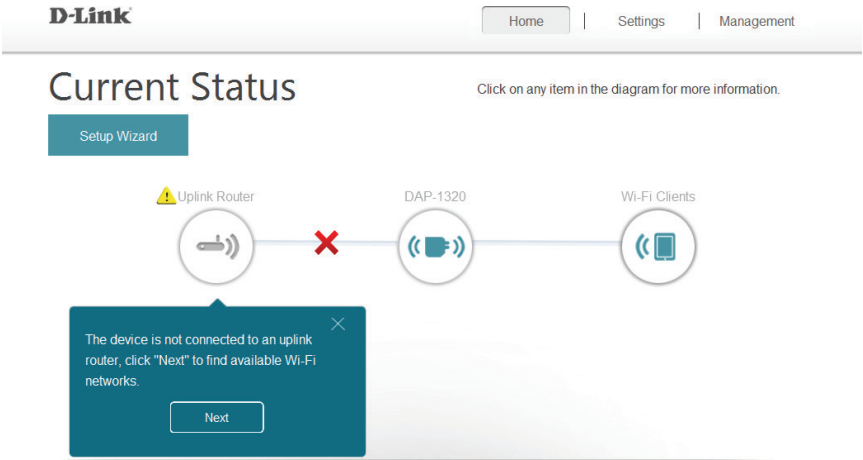 D-Link
Home | Settings | Management
Current Status
Click on any item in the diagram for more information.
Setup Wizard
Uplink Router
DAP-1320
Wi-Fi Clients
The device is not connected to an uplink
router, click "Next" to find available Wi-Fi
networks.
Next